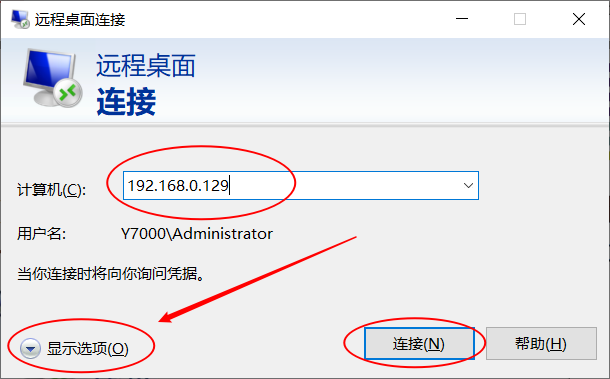 远程桌面连接
远程桌面
连接
计算机(C): 192.168.0.129
用户名: Y7000\Administrator
当你连接时将向你询问凭据。
显示选项(O) 连接(N) 帮助(H)